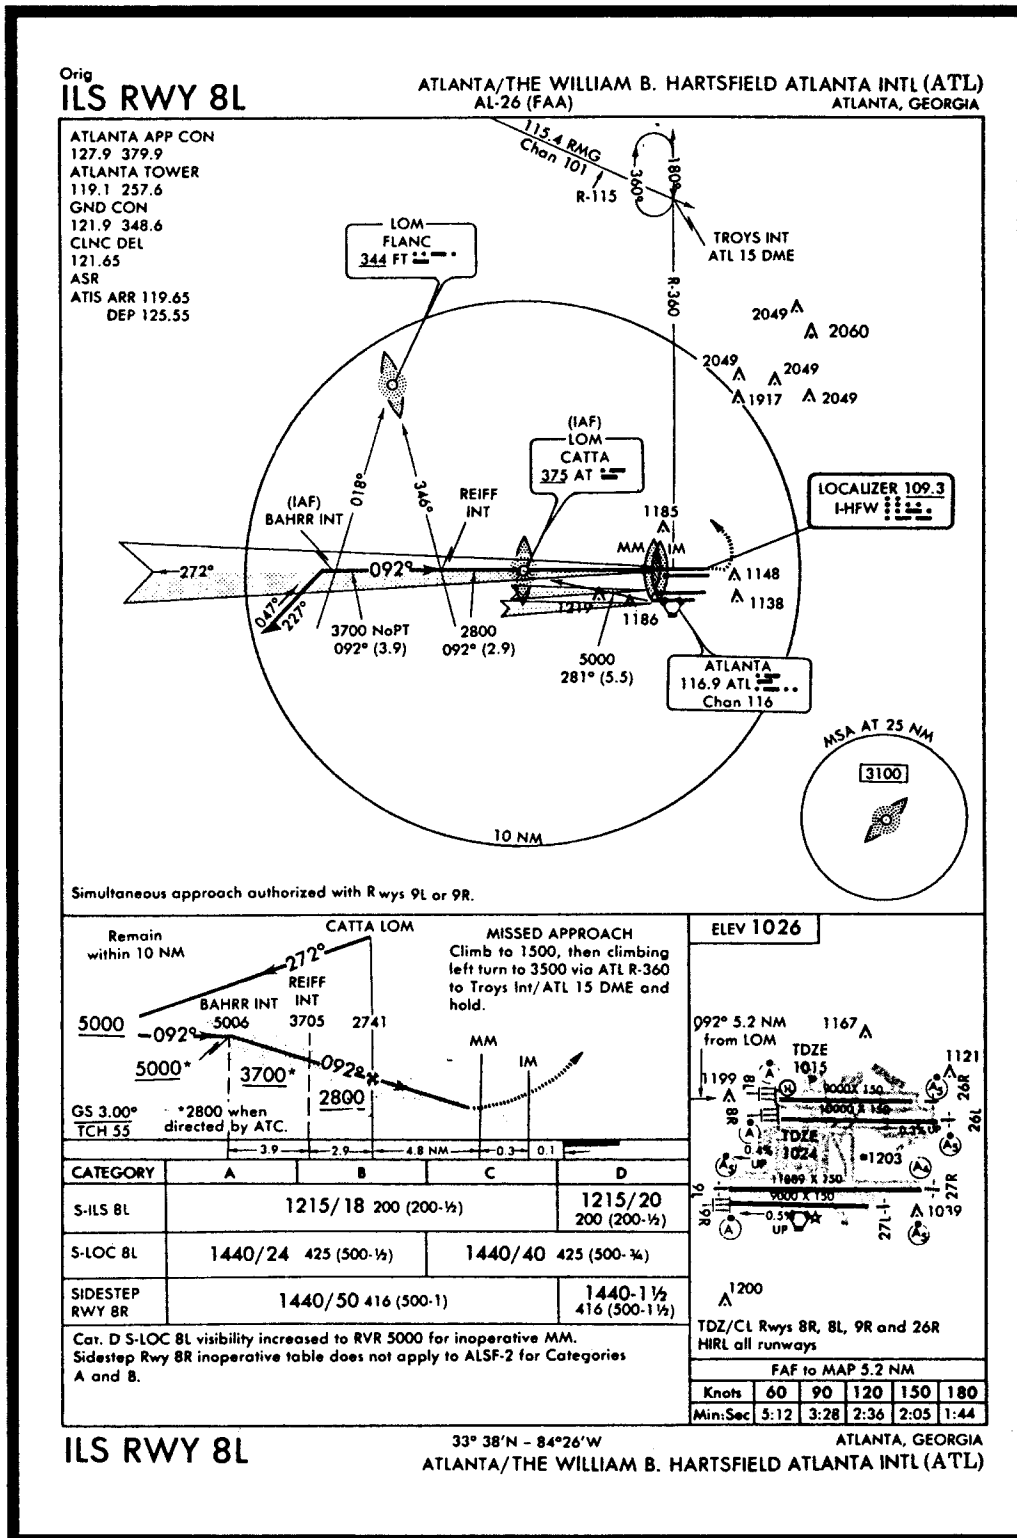 Orig
ILS RWY 8L
ATLANTA/THE WILLIAM B. HARTSFIELD ATLANTA INTL (ATL)
AL-26 (FAA)
ATLANTA, GEORGIA
ATLANTA APP CON
127.9 379.9
ATLANTA TOWER
119.1 257.6
GND CON
121.9 348.6
CLNC DEL
121.65
ASR
ATIS ARR 119.65
DEP 125.55
115.4 RMG
Chan 101
R-115
360°
180°
TROYS INT
ATL 15 DME
R-360
LOM
FLANC
344 FT
2049
2060
2049
2049
1917
2049
(IAF)
LOM
CATTA
375 AT
LOCALIZER 109.3
I-HFW
018°
346°
(IAF)
BAHRR INT
REIFF
INT
1185
MM
IM
272°
092°
1148
1138
047°
227°
1219
1186
3700 NoPT
092° (3.9)
2800
092° (2.9)
5000
281° (5.5)
ATLANTA
116.9 ATL
Chan 116
MSA AT 25 NM
3100
10 NM
Simultaneous approach authorized with Rwys 9L or 9R.
Remain
within 10 NM
CATTA LOM
272°
BAHRR INT
5006
REIFF
INT
3705
2741
5000
092°
5000*
3700*
092°
2800
GS 3.00°
TCH 55
*2800 when
directed by ATC.
MM
IM
3.9
2.9
4.8 NM
0.3
0.1
MISSED APPROACH
Climb to 1500, then climbing
left turn to 3500 via ATL R-360
to Troys Int/ATL 15 DME and
hold.
CATEGORY A B C D
S-ILS 8L 1215/18 200 (200-½) 1215/20 200 (200-½)
S-LOC 8L 1440/24 425 (500-½) 1440/40 425 (500-¾)
SIDESTEP RWY 8R 1440/50 416 (500-1) 1440-1½ 416 (500-1½)
Cat. D S-LOC 8L visibility increased to RVR 5000 for inoperative MM.
Sidestep Rwy 8R inoperative table does not apply to ALSF-2 for Categories
A and B.
ELEV 1026
092° 5.2 NM
from LOM
1167
TDZE
1015
1121
1199
8L
9000 X 150
26R
8R
10000 X 150
26L
0.3% UP
TDZE
1024
0.4%
UP
1203
11889 X 150
27R
9000 X 150
9R
0.5%
UP
27L
1039
1200
TDZ/CL Rwys 8R, 8L, 9R and 26R
HIRL all runways
FAF to MAP 5.2 NM
Knots 60 90 120 150 180
Min:Sec 5:12 3:28 2:36 2:05 1:44
ILS RWY 8L
33° 38'N - 84°26'W
ATLANTA, GEORGIA
ATLANTA/THE WILLIAM B. HARTSFIELD ATLANTA INTL (ATL)